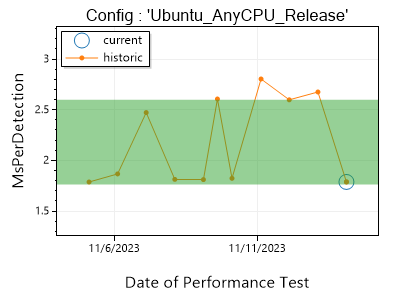 Config : 'Ubuntu_AnyCPU_Release'
current
historic
MsPerDetection
3
2.5
2
1.5
11/6/2023
11/11/2023
Date of Performance Test